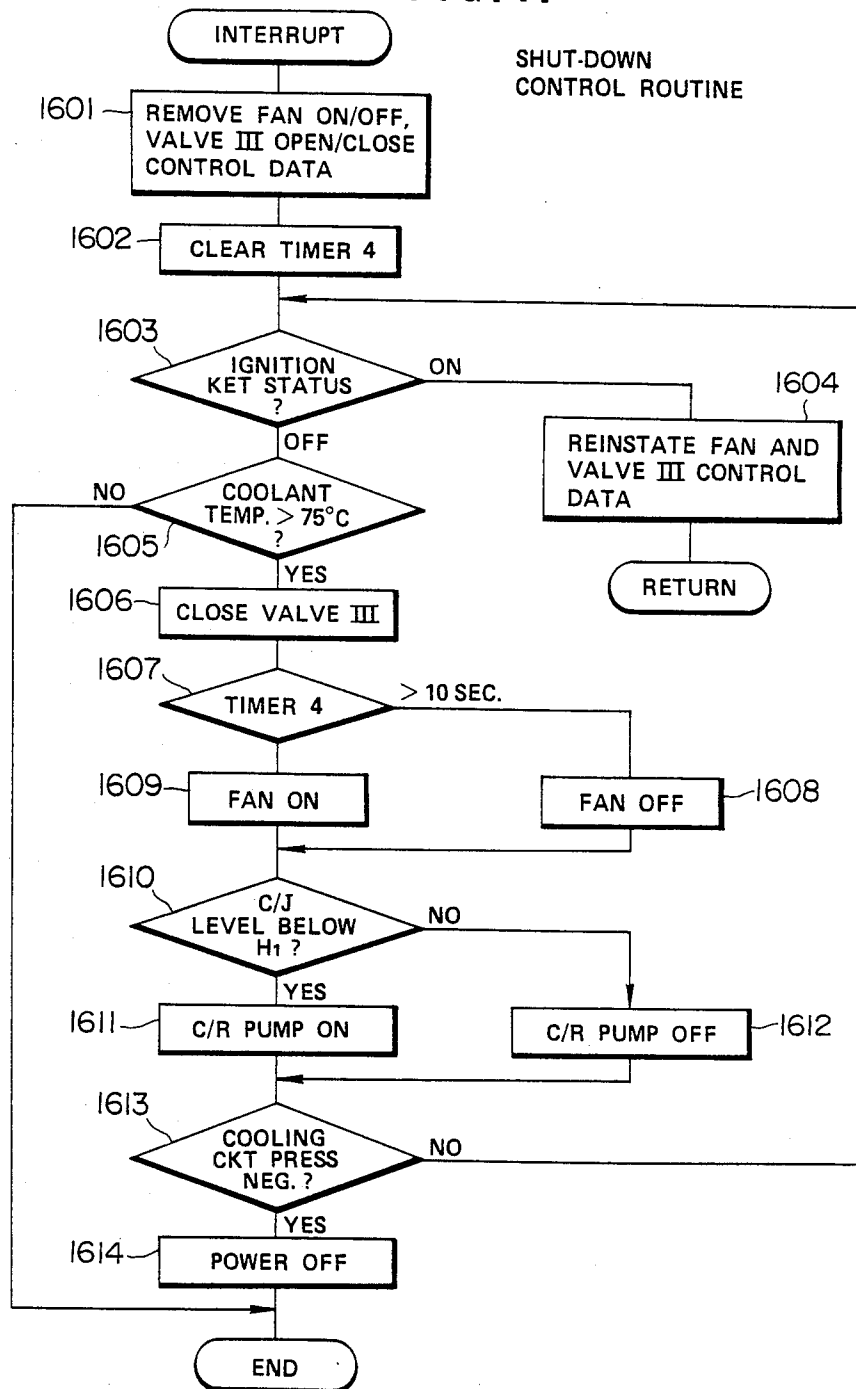 INTERRUPT
SHUT-DOWN
CONTROL ROUTINE
1601
REMOVE FAN ON/OFF,
VALVE III OPEN/CLOSE
CONTROL DATA
1602
CLEAR TIMER 4
1603
IGNITION
KET STATUS
?
ON
OFF
1604
REINSTATE FAN AND
VALVE III CONTROL
DATA
RETURN
NO
COOLANT
TEMP. > 75°C
?
1605
YES
1606
CLOSE VALVE III
1607
TIMER 4
> 10 SEC.
1609
FAN ON
FAN OFF
1608
1610
C/J
LEVEL BELOW
H1 ?
NO
YES
1611
C/R PUMP ON
C/R PUMP OFF
1612
1613
COOLING
CKT PRESS
NEG. ?
NO
YES
1614
POWER OFF
END